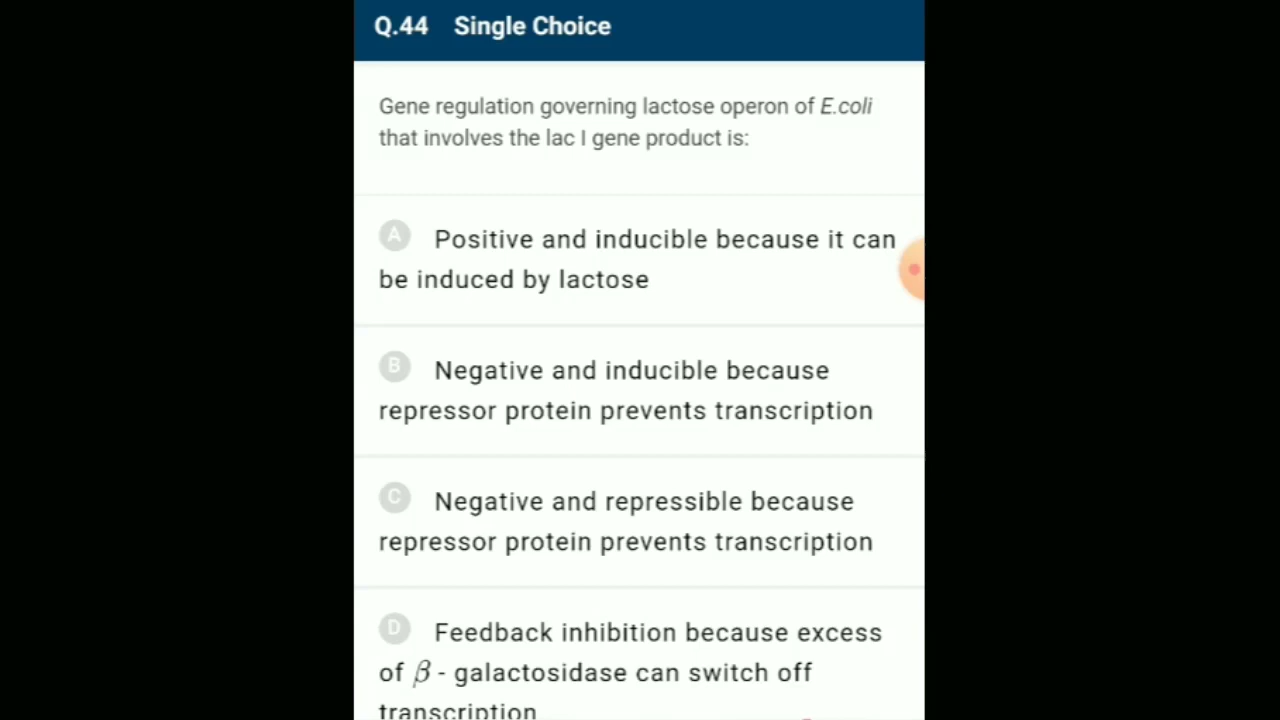 Q.44 Single Choice
Gene regulation governing lactose operon of E.coli
that involves the lac I gene product is:
A Positive and inducible because it can
be induced by lactose
B Negative and inducible because
repressor protein prevents transcription
C Negative and repressible because
repressor protein prevents transcription
D Feedback inhibition because excess
of β - galactosidase can switch off
transcription